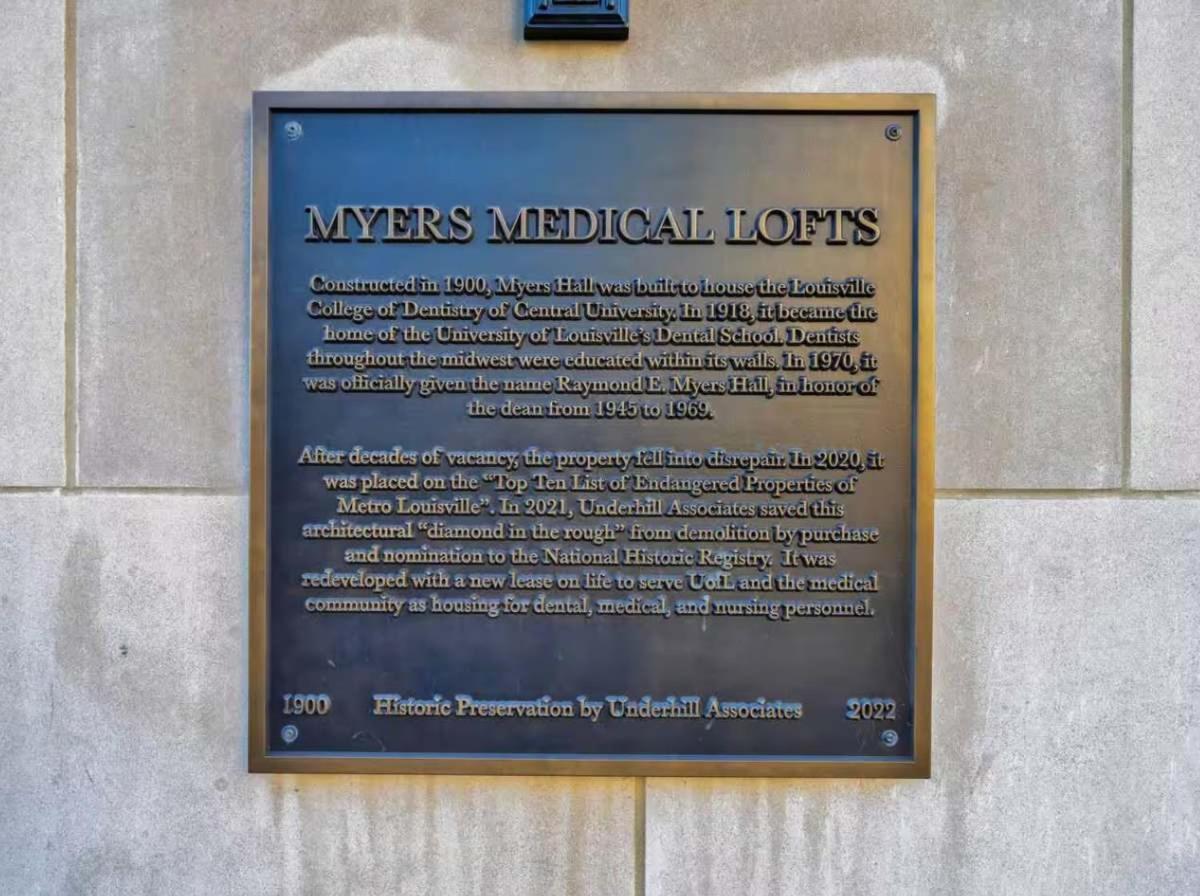 MYERS MEDICAL LOFTS
Constructed in 1900, Myers Hall was built to house the Louisville
College of Dentistry of Central University. In 1918, it became the
home of the University of Louisville's Dental School. Dentists
throughout the midwest were educated within its walls. In 1970, it
was officially given the name Raymond E. Myers Hall, in honor of
the dean from 1945 to 1969.
After decades of vacancy, the property fell into disrepair. In 2020, it
was placed on the “Top Ten List of Endangered Properties of
Metro Louisville”. In 2021, Underhill Associates saved this
architectural “diamond in the rough” from demolition by purchase
and nomination to the National Historic Registry. It was
redeveloped with a new lease on life to serve UofL and the medical
community as housing for dental, medical, and nursing personnel.
1900 Historic Preservation by Underhill Associates 2022